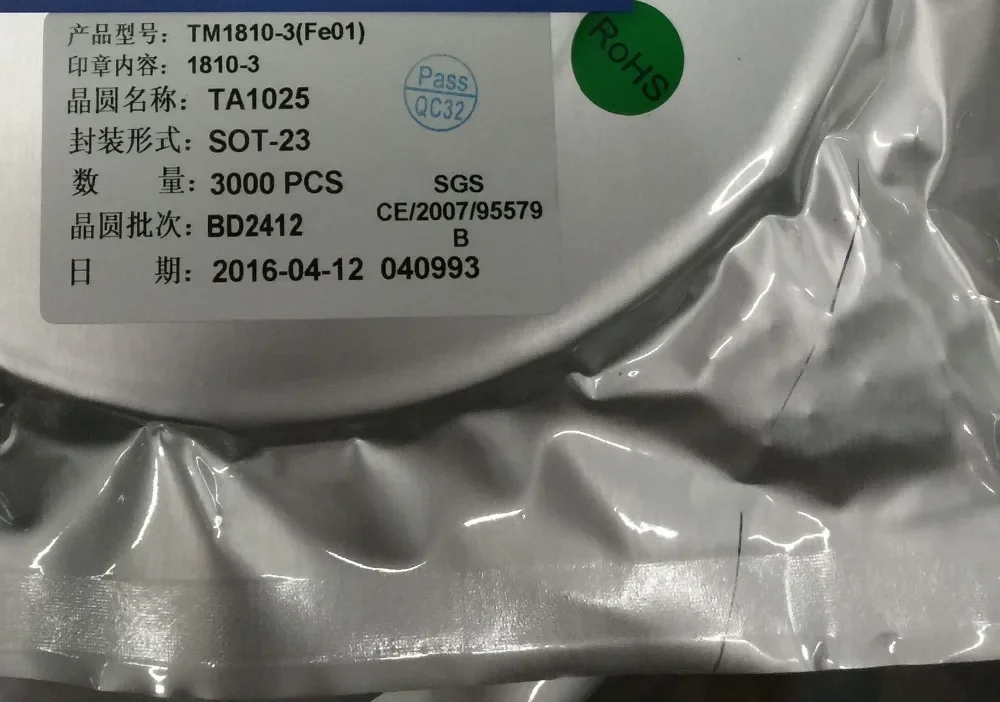 产品型号: TM1810-3(Fe01)
印章内容: 1810-3
晶圆名称: TA1025
封装形式: SOT-23
数 量: 3000 PCS
晶圆批次: BD2412
日 期: 2016-04-12 040993
Pass
QC32
SGS
CE/2007/95579
B
RoHS